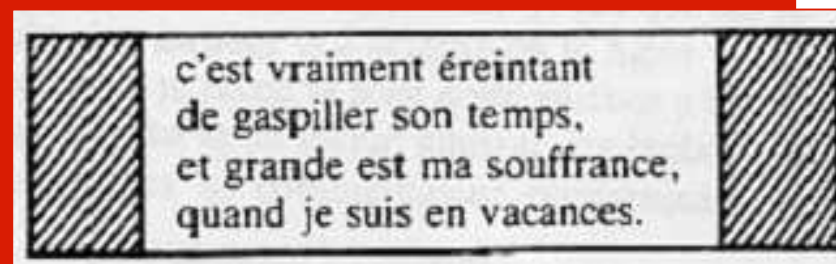 c'est vraiment éreintant
de gaspiller son temps,
et grande est ma souffrance,
quand je suis en vacances.